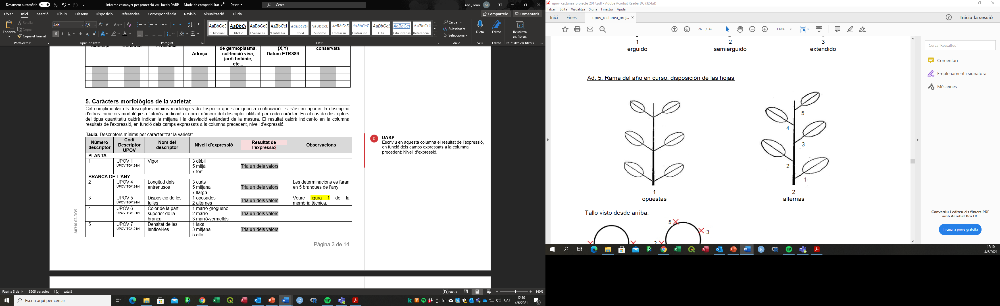 Desament automàtic
Informe castanyer per protecció var. locals DARP - Mode de compatibilitat
Desat
Cerca
Abel, Joan
AJ
Fitxer Inici Inserció Dibuix Disseny Disposició Referències Correspondència Revisió Visualització Ajuda
Comparteix
Comentaris
Enganxa
Retalla
Copia
Copia el format
Porta-retalls
Arial
8,5
Tipus de lletra
Paràgraf
¶ Normal
Títol 2
¶ Sense es...
¶ Table Pa...
Títol 4
Subtítol
Èmfasi su...
Èmfasi int...
Cita
Cita intensa
Referència...
Estils
Cerca
Substitueix
Selecciona
Edició
Dicta
Veu
Editor
Editor
Reutilitza els fitxers
Reutilitza els fitxers
Municipi
Comarca
Província
Adreça
de germoplasma,
col·lecció viva,
jardí botànic,
etc...
(X,Y)
Datum ETRS89
conservats
5. Caràcters morfològics de la varietat
Cal complimentar els descriptors mínims morfològics de l'espècie que s'indiquen a continuació i si s'escau aportar la descripció
d'altres caràcters morfològics d'interès indicant el nom i número del descriptor utilitzat per cada caràcter. En el cas de descriptors
del tipus quantitatiu caldrà indicar la mitjana i la desviació estàndard de la mesura. El resultat caldrà indicar-lo en la columna
resultats de l'expressió, en funció dels camps expressats a la columna precedent, nivell d'expressió.
Taula. Descriptors mínims per caracteritzar la varietat.
Número descriptor
Codi Descriptor UPOV
Nom del descriptor
Nivell d'expressió
Resultat de l'expressió
Observacions
PLANTA
1
UPOV 1
UPOV-TG/124/4
Vigor
3 dèbil
5 mitjà
7 fort
Tria un dels valors
BRANCA DE L'ANY
2
UPOV 4
UPOV-TG/124/4
Longitud dels
entrenusos
3 curts
5 mitjana
7 llarga
Tria un dels valors
Les determinacions es faran
en 5 branques de l'any.
3
UPOV 5
UPOV-TG/124/4
Disposició de les
fulles
1 oposades
2 alternes
Tria un dels valors
Veure figura 1 de la
memòria tècnica.
4
UPOV 6
UPOV-TG/124/4
Color de la part
superior de la
branca
1 marró-groguenc
2 marró
3 marró-vermellós
Tria un dels valors
5
UPOV 7
UPOV-TG/124/4
Densitat de les
lenticel·les
1 laxa
3 mitjana
5 alta
Tria un dels valors
A0310.02-DO9
Pàgina 3 de 14
D
DARP
Escriviu en aquesta columna el resultat de l'expressió,
en funció dels camps expressats a la columna
precedent: Nivell d'expressió.
Pàgina 3 de 14
3205 paraules
català
Focus
140%
Escriu aquí per cercar
CAT
12:10
4/6/2021
6
upov_castanea_projecte_2017.pdf - Adobe Acrobat Reader DC (32-bit)
Fitxer Edita Visualitza Signa Finestra Ajuda
Inici
Eines
upov_castanea_proj...
Inicia la sessió
26 / 42
139%
1
erguido
2
semierguido
3
extendido
Ad. 5: Rama del año en curso: disposición de las hojas
5
4
3
2
1
1
opuestas
2
alternas
Tallo visto desde arriba:
5
3
2
Cerca 'Ressalteu'
Comentari
Emplenament i signatura
Més eines
Convertiu i editeu els fitxers PDF
amb Acrobat Pro DC
Inicieu la prova gratuïta
12:10
4/6/2021